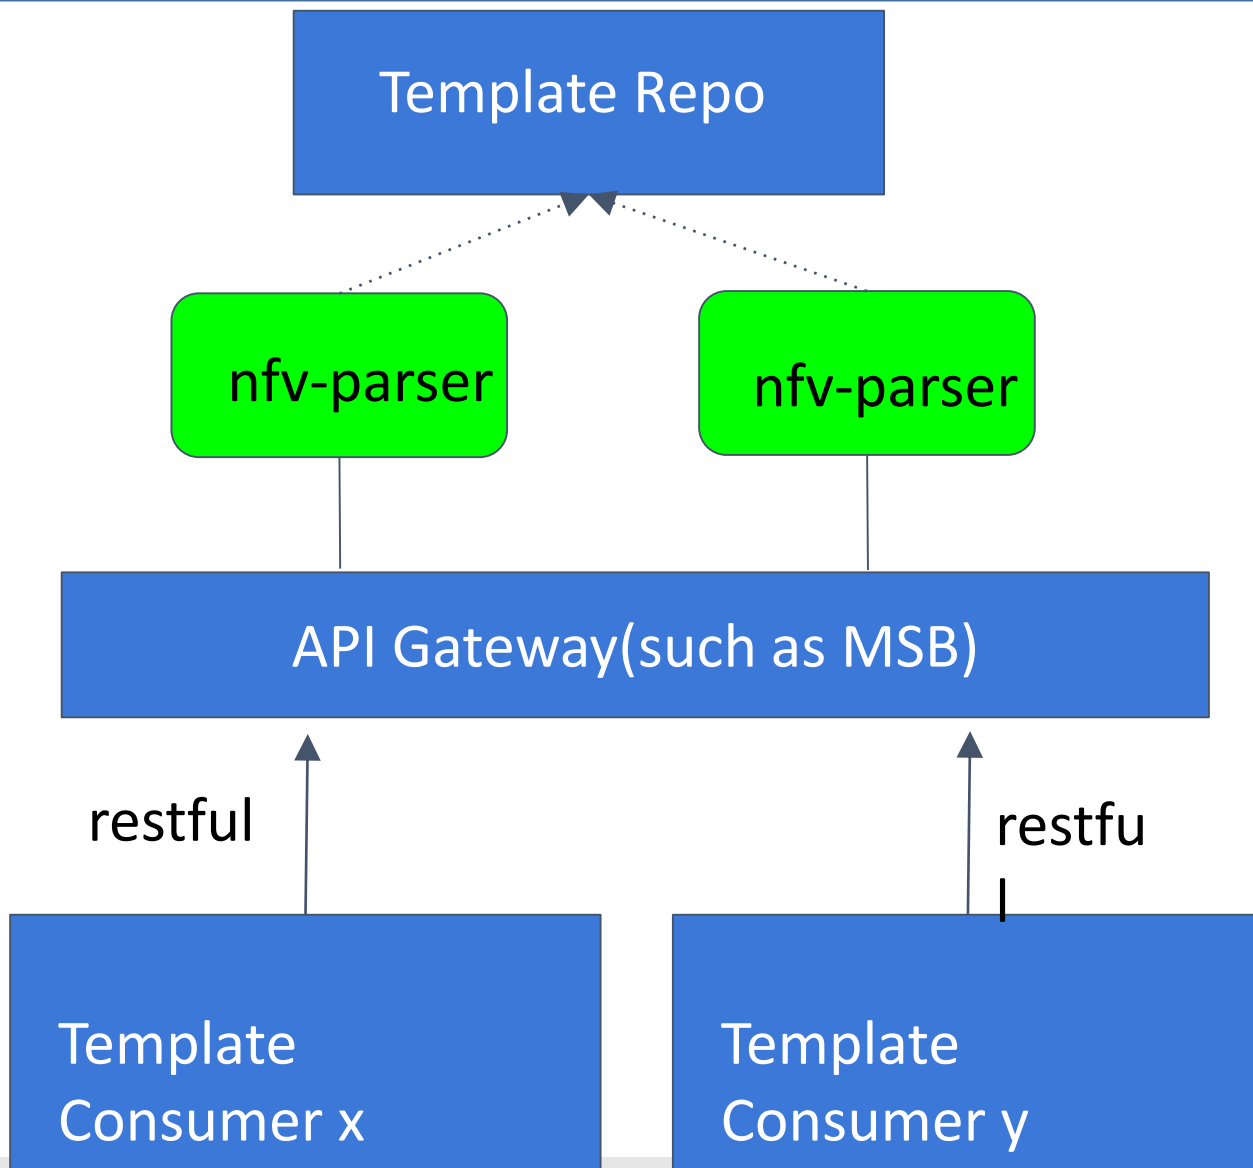 Template Repo
nfv-parser
nfv-parser
API Gateway(such as MSB)
restful
restfu
l
Template
Consumer x
Template
Consumer y